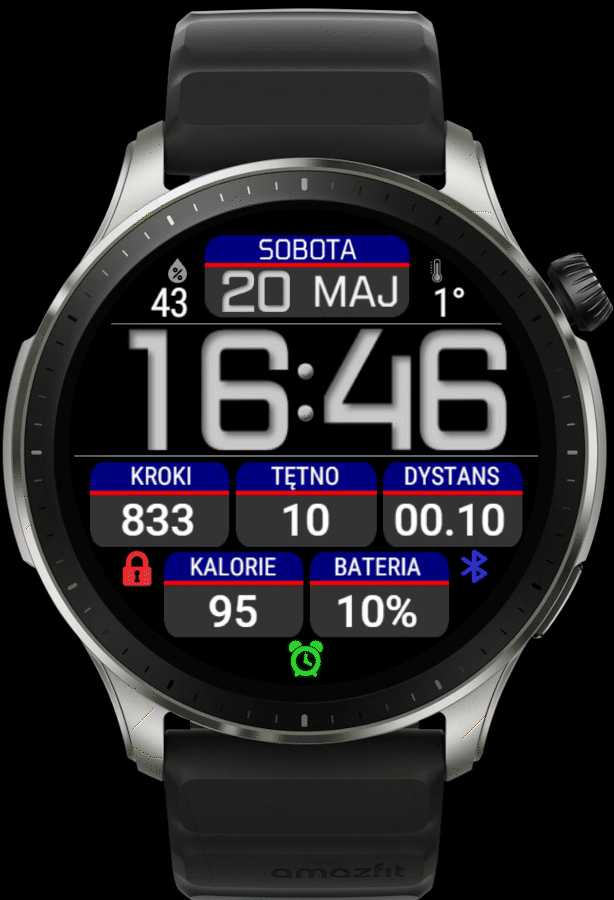 SOBOTA
43
20 MAJ
1°
16:46
KROKI
TĘTNO
DYSTANS
833
10
00.10
KALORIE
BATERIA
95
10%
amazfit